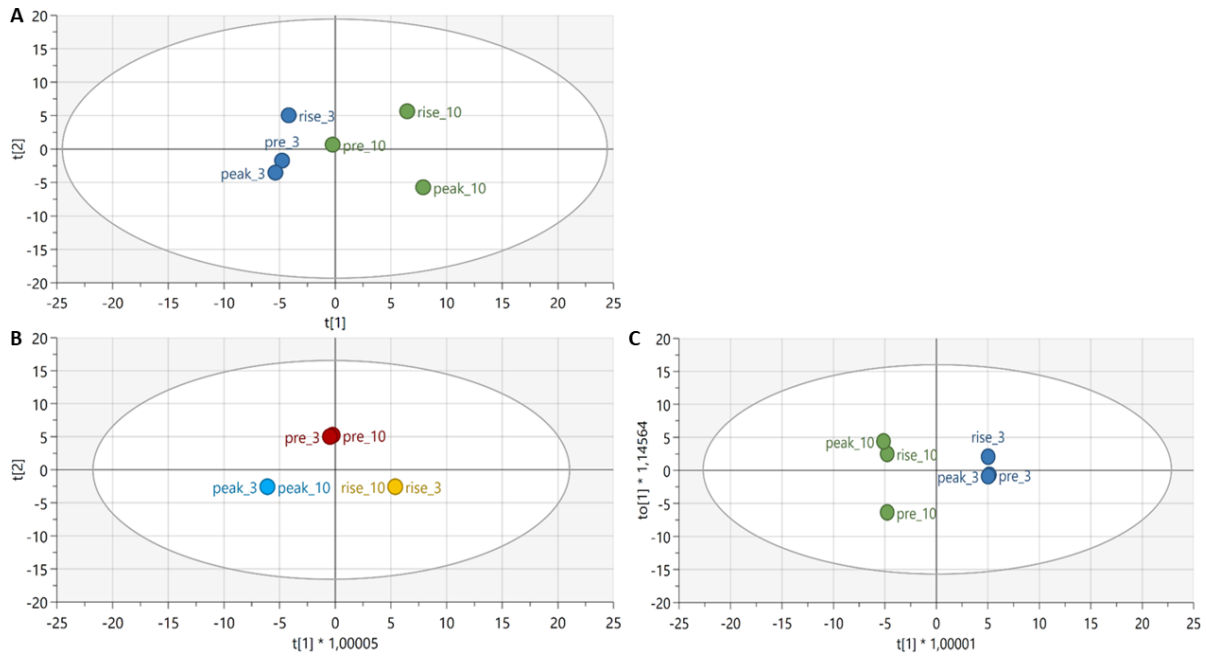 A
20
15
10
5
0
-5
-10
-15
-20
t[2]
rise_3
rise_10
pre_3
pre_10
peak_3
peak_10
-25 -20 -15 -10 -5 0 5 10 15 20 25
t[1]
B
20
15
10
5
0
-5
-10
-15
-20
t[2]
pre_3 pre_10
peak_3 peak_10 rise_10 rise_3
-25 -20 -15 -10 -5 0 5 10 15 20 25
t[1] * 1,00005
C
20
15
10
5
0
-5
-10
-15
-20
to[1] * 1,14564
rise_3
peak_10
rise_10
peak_3 pre_3
pre_10
-25 -20 -15 -10 -5 0 5 10 15 20 25
t[1] * 1,00001